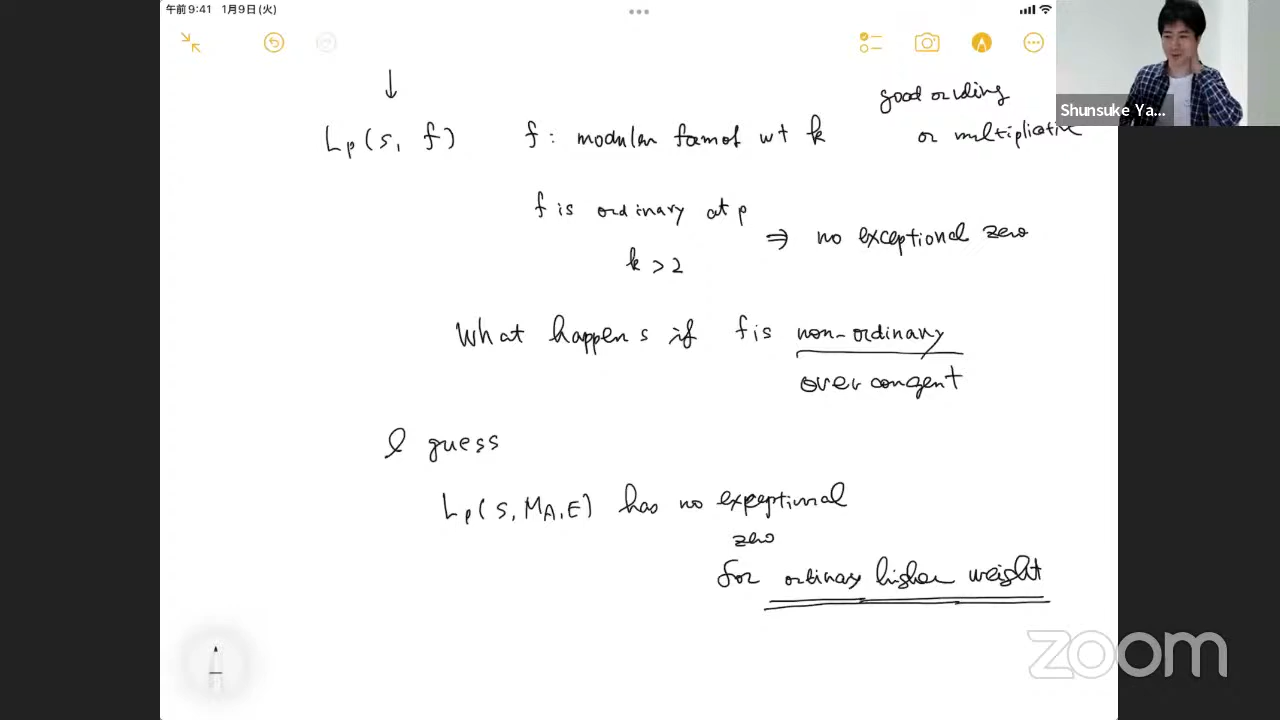 午前9:41 1月9日(火)
Shunsuke Ya...
good ordinary
or multiplicative
↓
Lp(s, f) f: modular form of wt k
f is ordinary at p
k > 2
⇒ no exceptional zero
What happens if f is non-ordinary
overcongent
I guess
Lp(s, MA,E) has no exceptional
zero
for ordinary higher weight
zoom